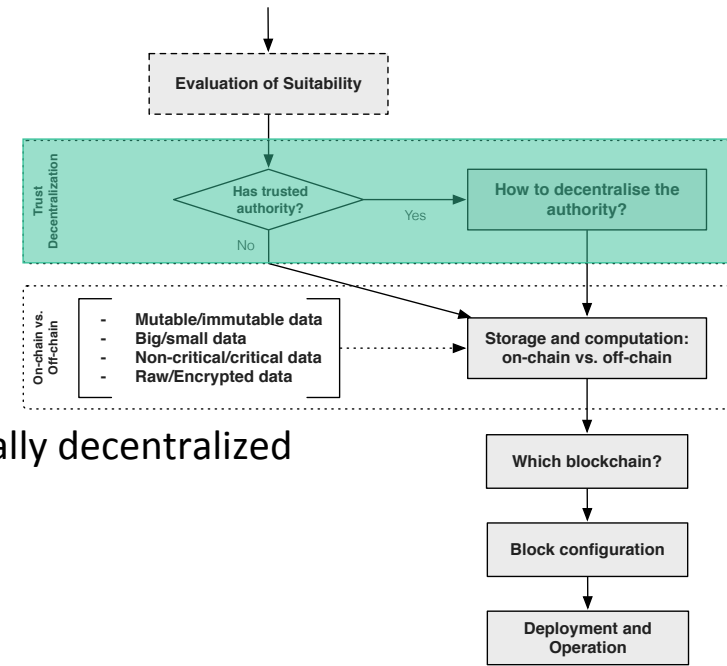 Evaluation of Suitability
Trust
Decentralization
Has trusted
authority?
Yes
No
How to decentralise the
authority?
On-chain vs.
Off-chain
- Mutable/immutable data
- Big/small data
- Non-critical/critical data
- Raw/Encrypted data
Storage and computation:
on-chain vs. off-chain
ally decentralized
Which blockchain?
Block configuration
Deployment and
Operation